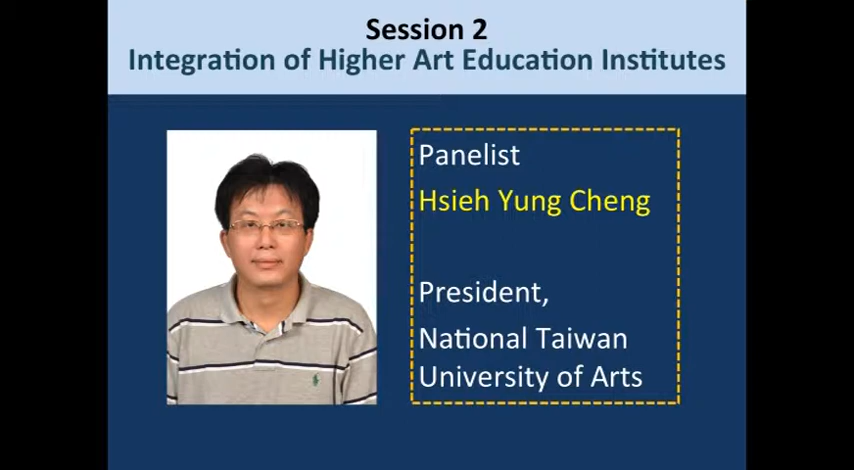 Session 2
Integration of Higher Art Education Institutes
Panelist
Hsieh Yung Cheng
President,
National Taiwan
University of Arts